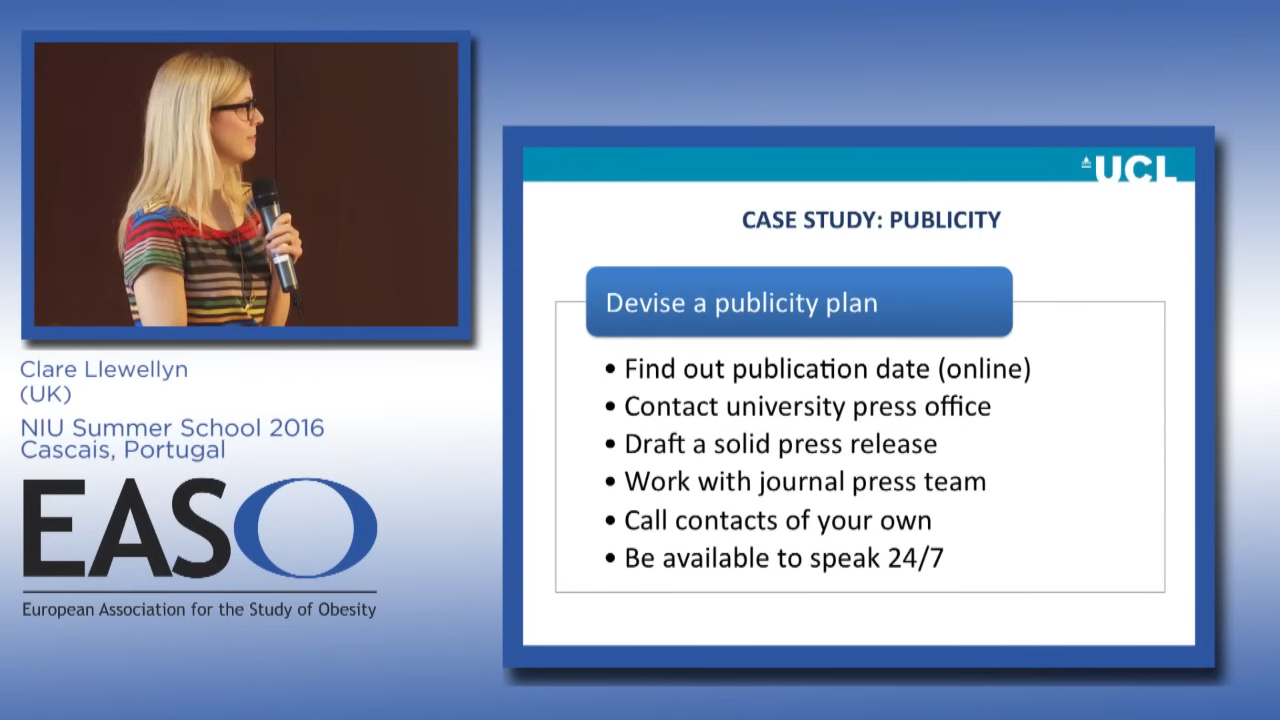 Clare Llewellyn
(UK)
NIU Summer School 2016
Cascais, Portugal
EASO
European Association for the Study of Obesity
UCL
CASE STUDY: PUBLICITY
Devise a publicity plan
• Find out publication date (online)
• Contact university press office
• Draft a solid press release
• Work with journal press team
• Call contacts of your own
• Be available to speak 24/7